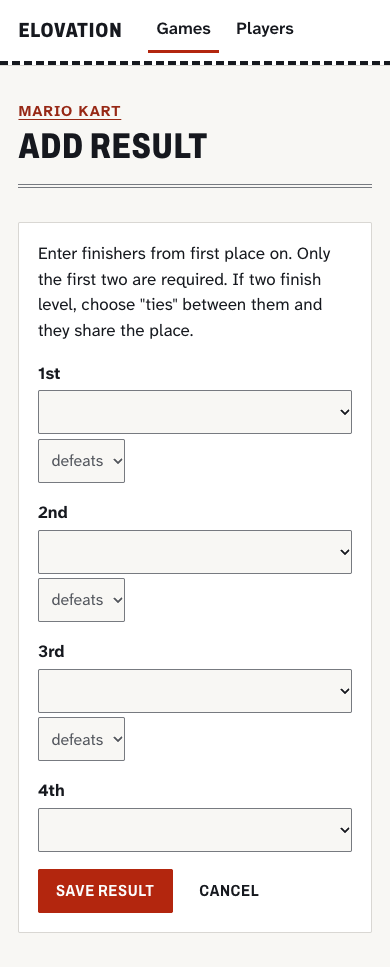 ELOVATION Games Players
MARIO KART
ADD RESULT
Enter finishers from first place on. Only
the first two are required. If two finish
level, choose "ties" between them and
they share the place.
1st
defeats
2nd
defeats
3rd
defeats
4th
SAVE RESULT CANCEL